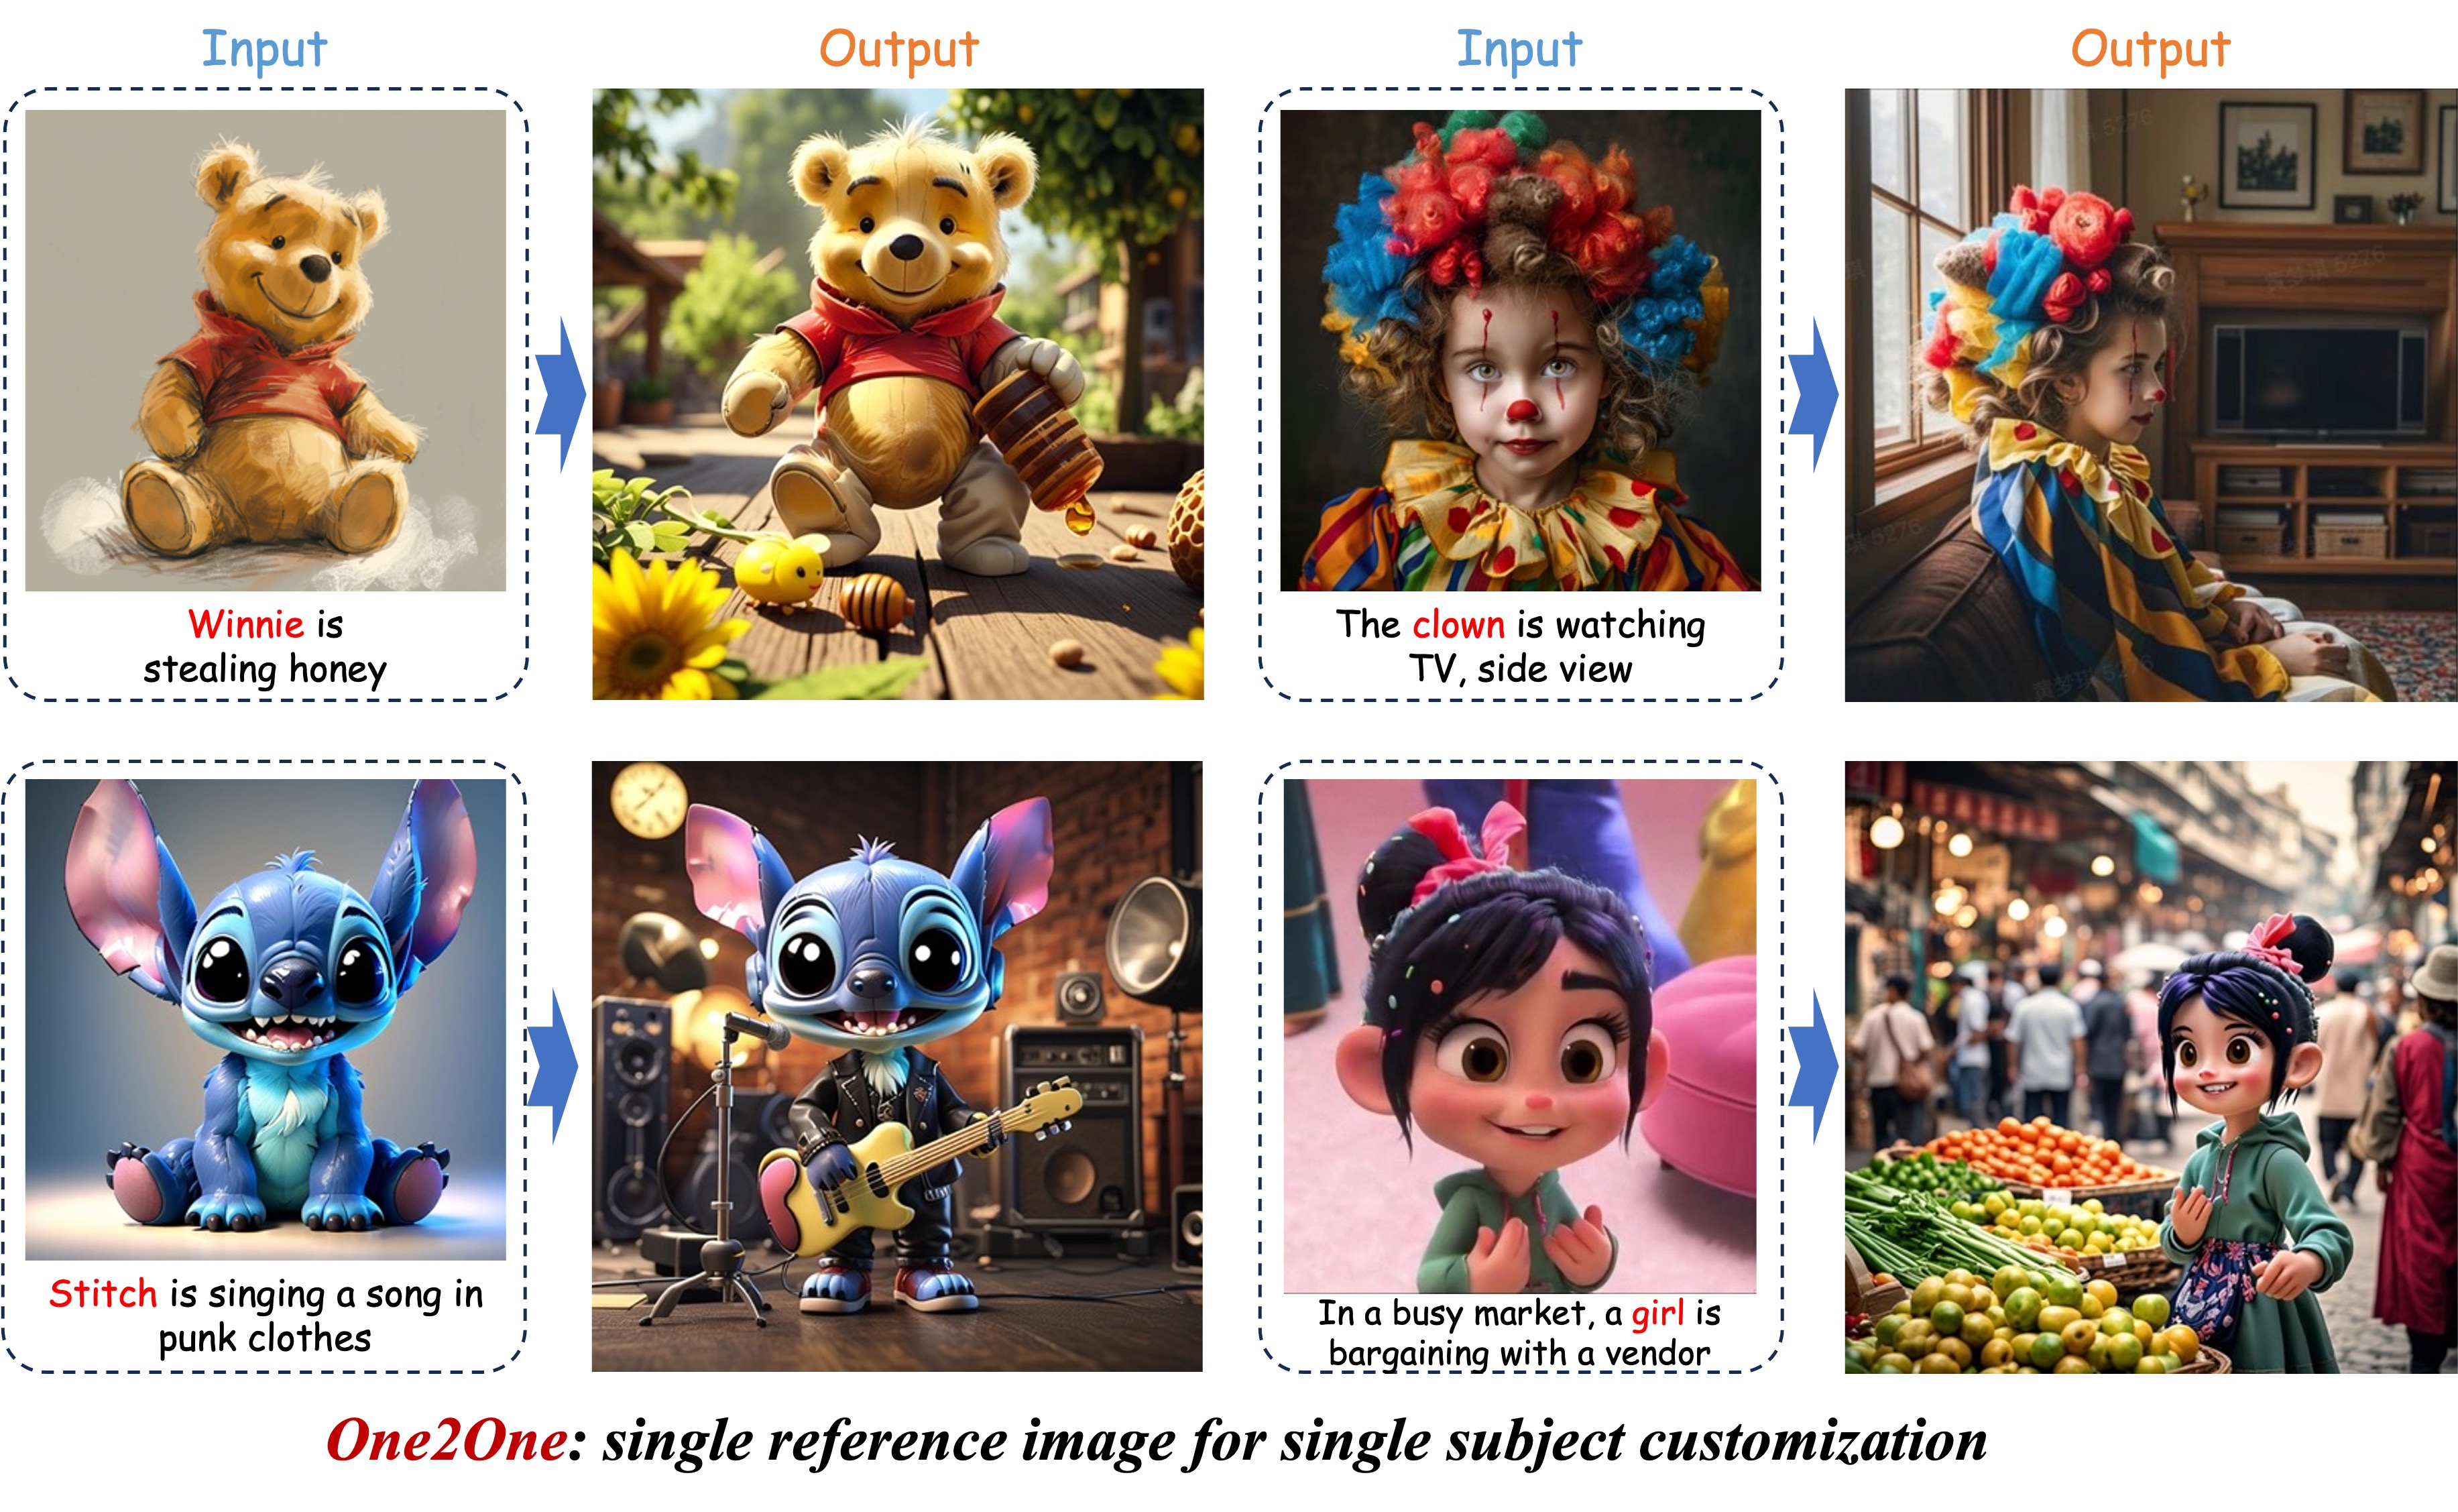 Input
Output
Input
Output
Winnie is
stealing honey
The clown is watching
TV, side view
Stitch is singing a song in
punk clothes
In a busy market, a girl is
bargaining with a vendor
One2One: single reference image for single subject customization